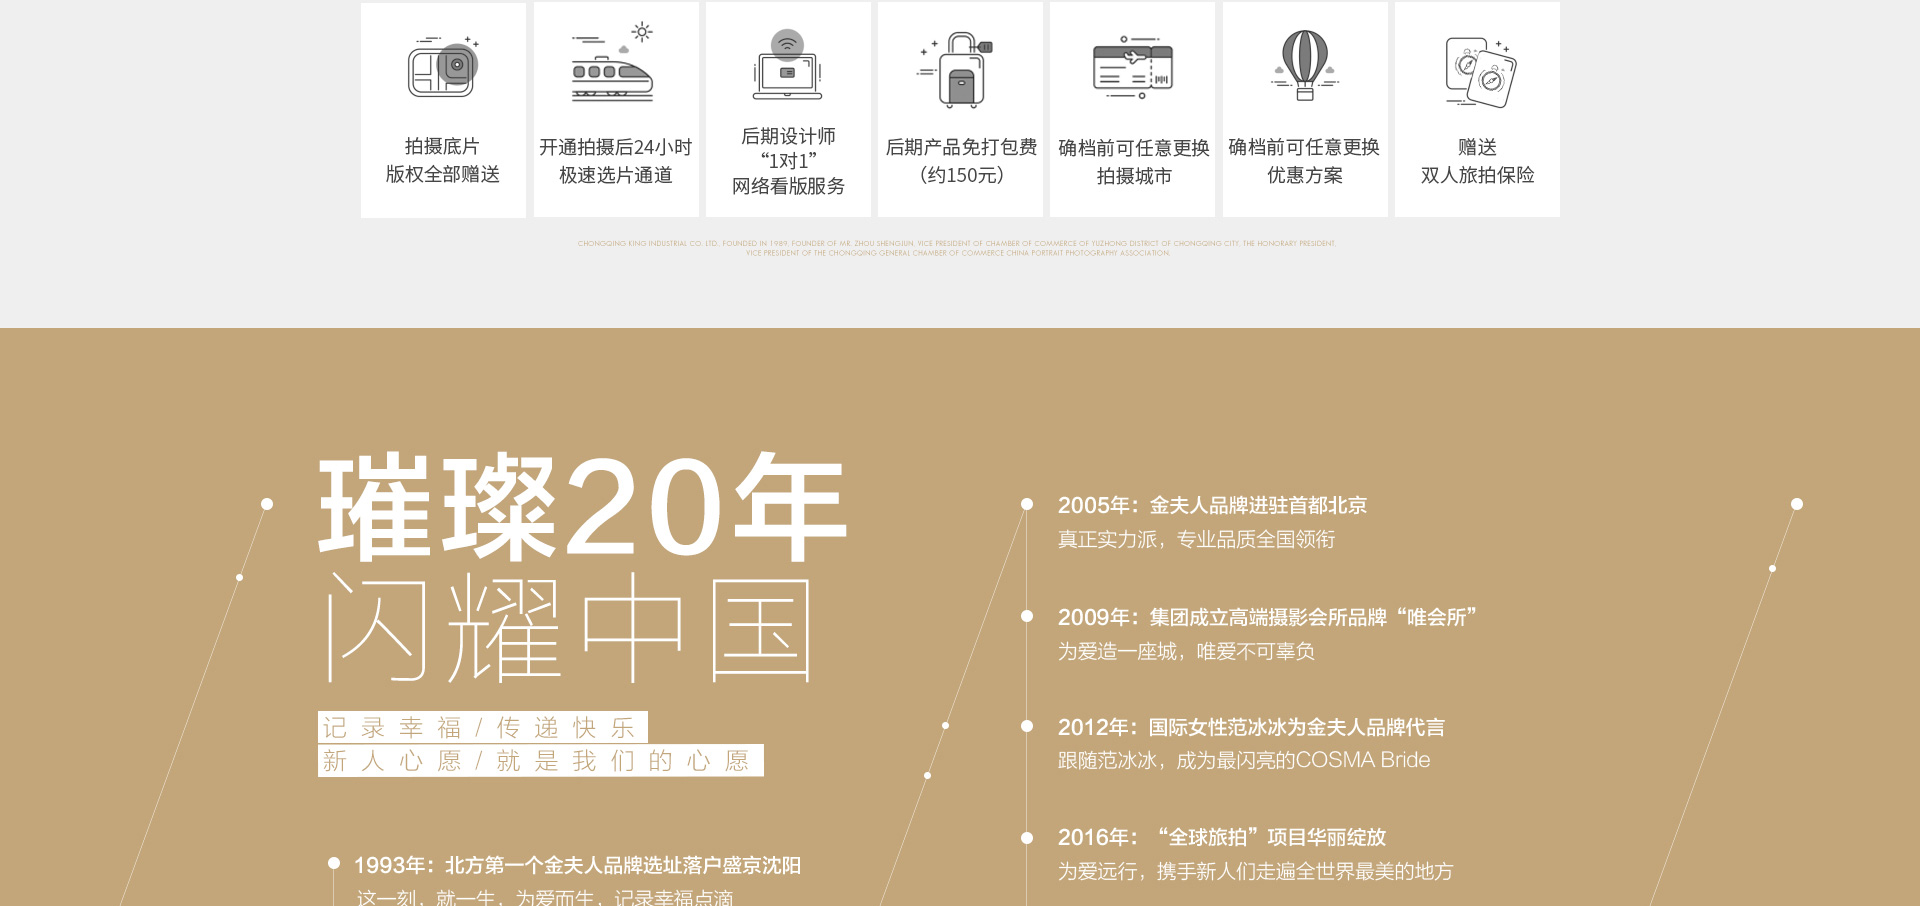 拍摄底片
版权全部赠送
开通拍摄后24小时
极速选片通道
后期设计师
“1对1”
网络看版服务
后期产品免打包费
（约150元）
确档前可任意更换
拍摄城市
确档前可任意更换
优惠方案
赠送
双人旅拍保险
CHONGQING KING INDUSTRIAL CO. LTD., FOUNDED IN 1989, FOUNDER OF MR. ZHOU SHENGJUN, VICE PRESIDENT OF CHAMBER OF COMMERCE OF YUZHONG DISTRICT OF CHONGQING CITY, THE HONORARY PRESIDENT,
VICE PRESIDENT OF THE CHONGQING GENERAL CHAMBER OF COMMERCE CHINA PORTRAIT PHOTOGRAPHY ASSOCIATION.
璀璨20年
闪耀中国
记录幸福/传递快乐
新人心愿/就是我们的心愿
1993年：北方第一个金夫人品牌选址落户盛京沈阳
这一刻，就一生，为爱而生，记录幸福点滴
2005年：金夫人品牌进驻首都北京
真正实力派，专业品质全国领衔
2009年：集团成立高端摄影会所品牌“唯会所”
为爱造一座城，唯爱不可辜负
2012年：国际女性范冰冰为金夫人品牌代言
跟随范冰冰，成为最闪亮的COSMA Bride
2016年：“全球旅拍”项目华丽绽放
为爱远行，携手新人们走遍全世界最美的地方